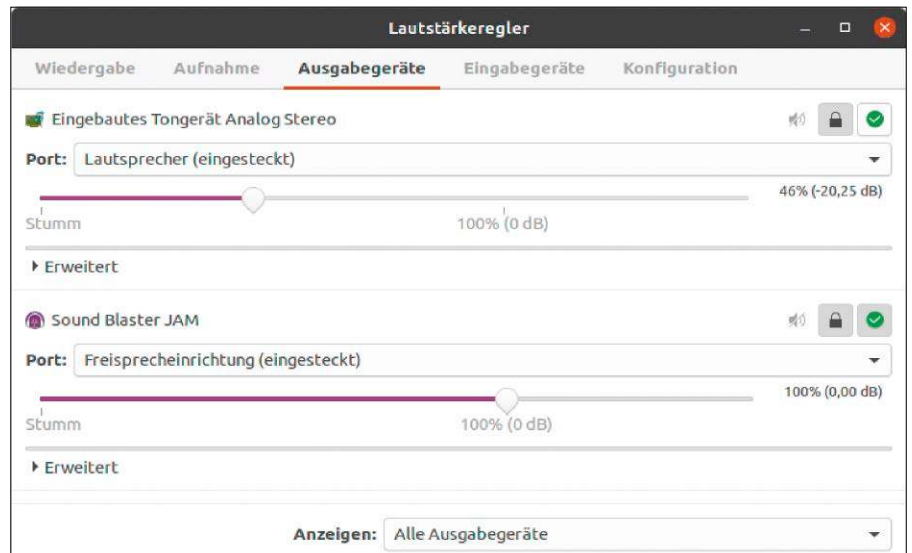 Lautstärkeregler
Wiedergabe Aufnahme Ausgabegeräte Eingabegeräte Konfiguration
Eingebautes Tongerät Analog Stereo
Port: Lautsprecher (eingesteckt)
46% (-20,25 dB)
Stumm 100% (0 dB)
Erweitert
Sound Blaster JAM
Port: Freisprecheinrichtung (eingesteckt)
100% (0,00 dB)
Stumm 100% (0 dB)
Erweitert
Anzeigen: Alle Ausgabegeräte